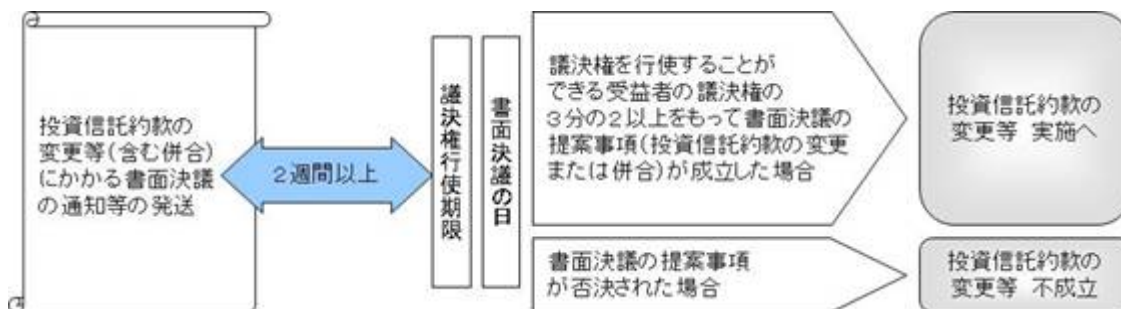 投資信託約款の
変更等（含む併合）
にかかる書面決議
の通知等の発送
２週間以上
議決権行使期限
書面決議の日
議決権を行使することが
できる受益者の議決権の
３分の２以上をもって書面決議の
提案事項（投資信託約款の変更
または併合）が成立した場合
投資信託約款の
変更等　実施へ
書面決議の提案事項
が否決された場合
投資信託約款の
変更等　不成立